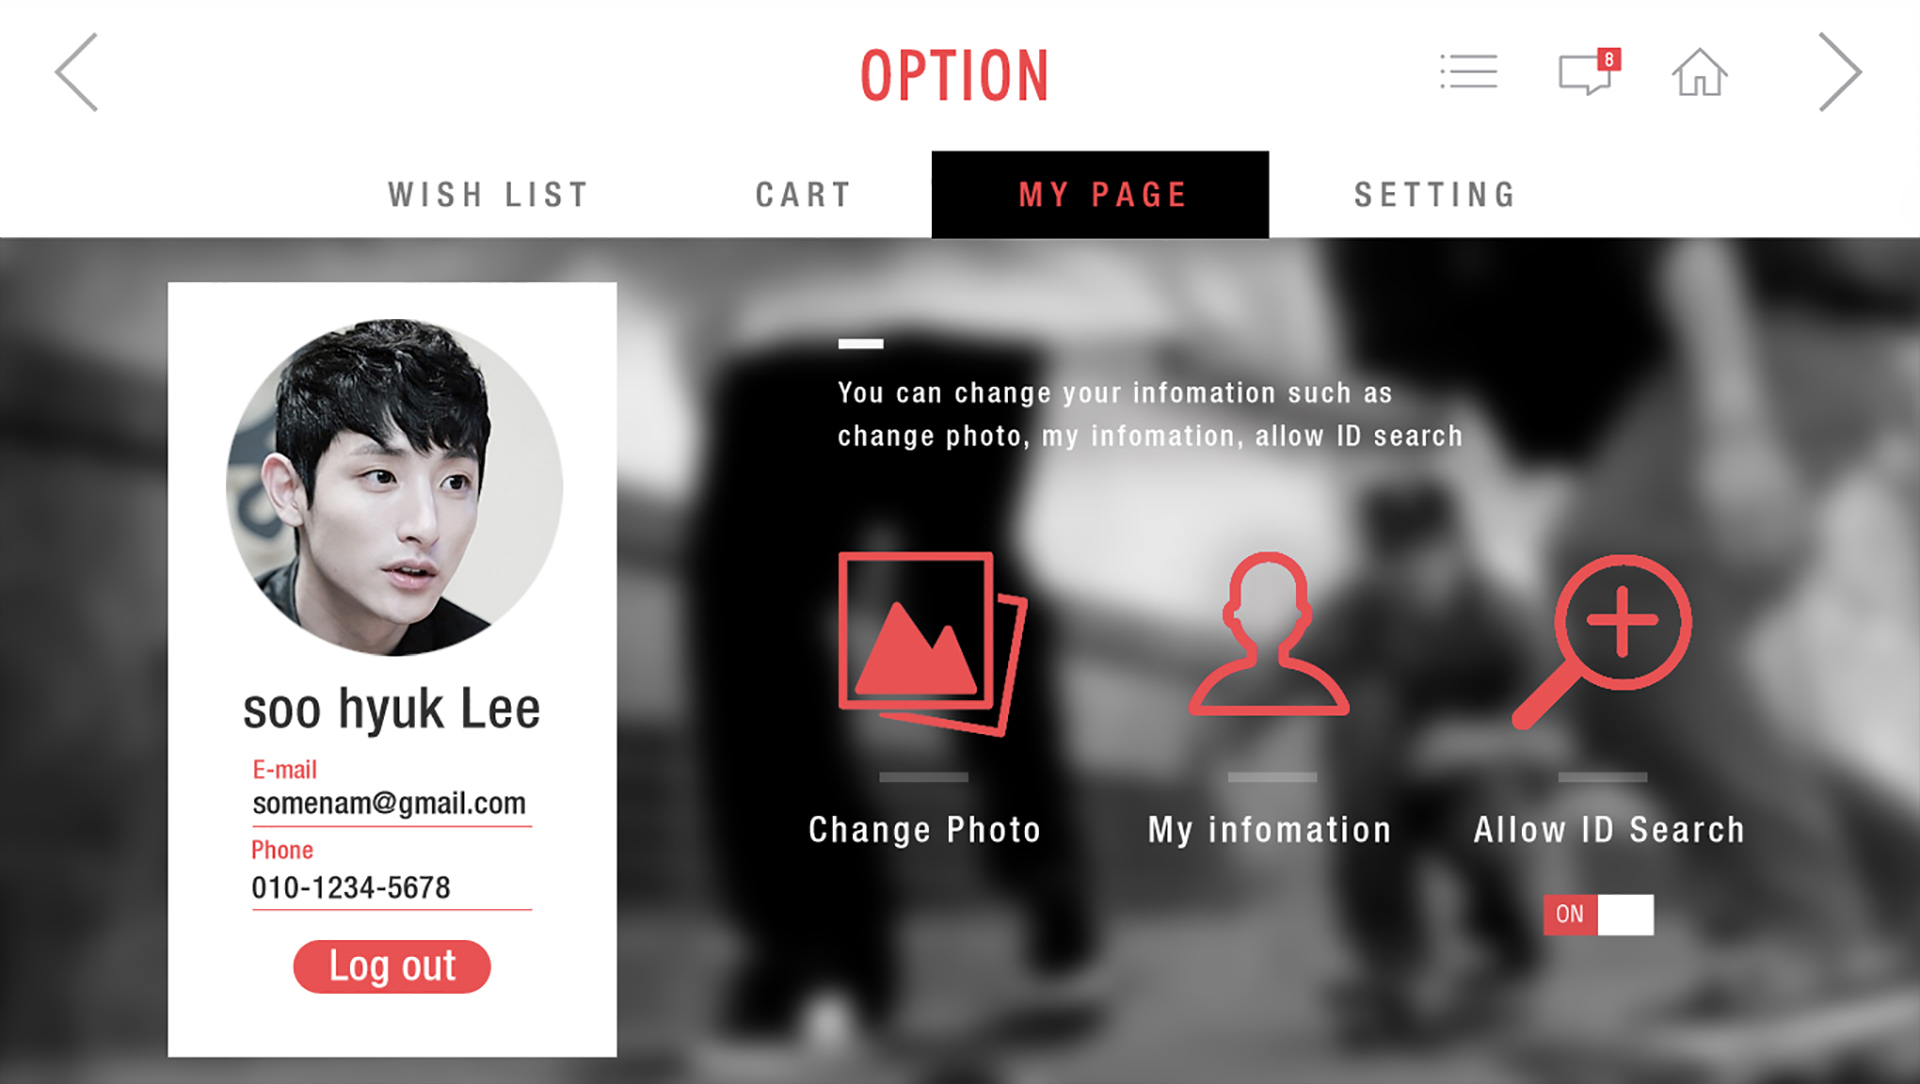 OPTION
8
WISH LIST
CART
MY PAGE
SETTING
soo hyuk Lee
E-mail
somenam@gmail.com
Phone
010-1234-5678
Log out
You can change your infomation such as
change photo, my infomation, allow ID search
Change Photo
My infomation
Allow ID Search
ON